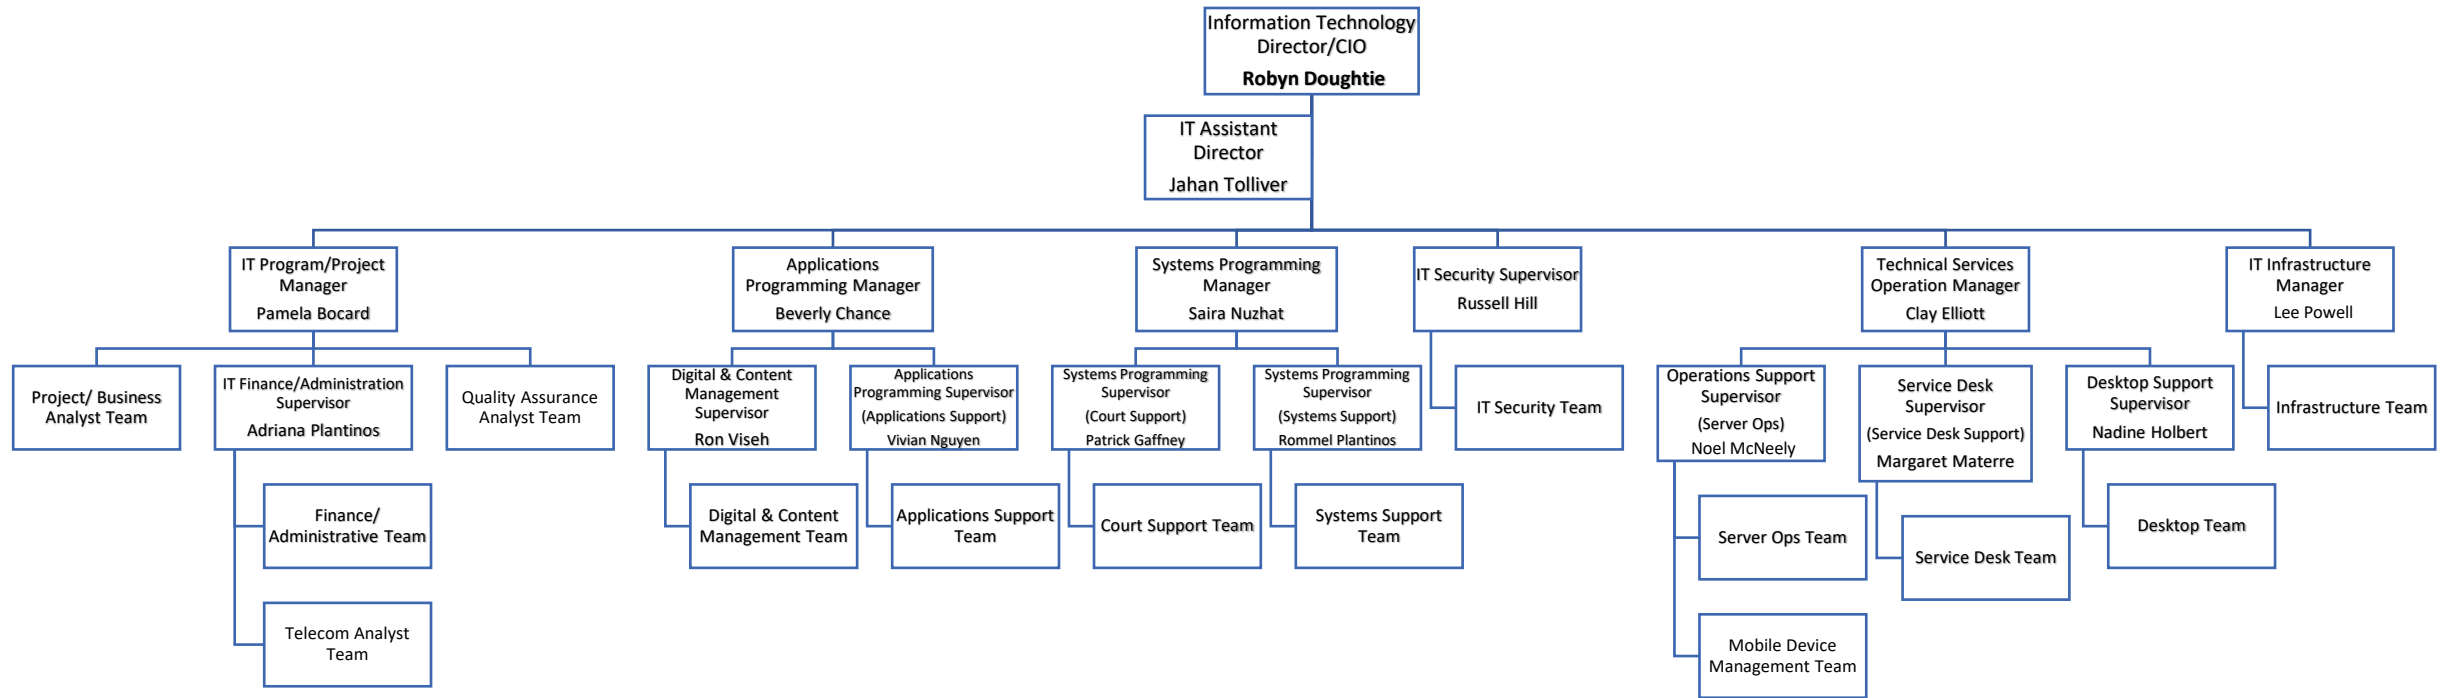 Information Technology
Director/CIO
Robyn Doughtie
IT Assistant
Director
Jahan Tolliver
IT Program/Project
Manager
Pamela Bocard
Applications
Programming Manager
Beverly Chance
Systems Programming
Manager
Saira Nuzhat
IT Security Supervisor
Russell Hill
Technical Services
Operation Manager
Clay Elliott
IT Infrastructure
Manager
Lee Powell
Project/ Business
Analyst Team
IT Finance/Administration
Supervisor
Adriana Plantinos
Quality Assurance
Analyst Team
Digital & Content
Management
Supervisor
Ron Viseh
Applications
Programming Supervisor
(Applications Support)
Vivian Nguyen
Systems Programming
Supervisor
(Court Support)
Patrick Gaffney
Systems Programming
Supervisor
(Systems Support)
Rommel Plantinos
IT Security Team
Operations Support
Supervisor
(Server Ops)
Noel McNeely
Service Desk
Supervisor
(Service Desk Support)
Margaret Materre
Desktop Support
Supervisor
Nadine Holbert
Infrastructure Team
Finance/
Administrative Team
Digital & Content
Management Team
Applications Support
Team
Court Support Team
Systems Support
Team
Server Ops Team
Service Desk Team
Desktop Team
Telecom Analyst
Team
Mobile Device
Management Team